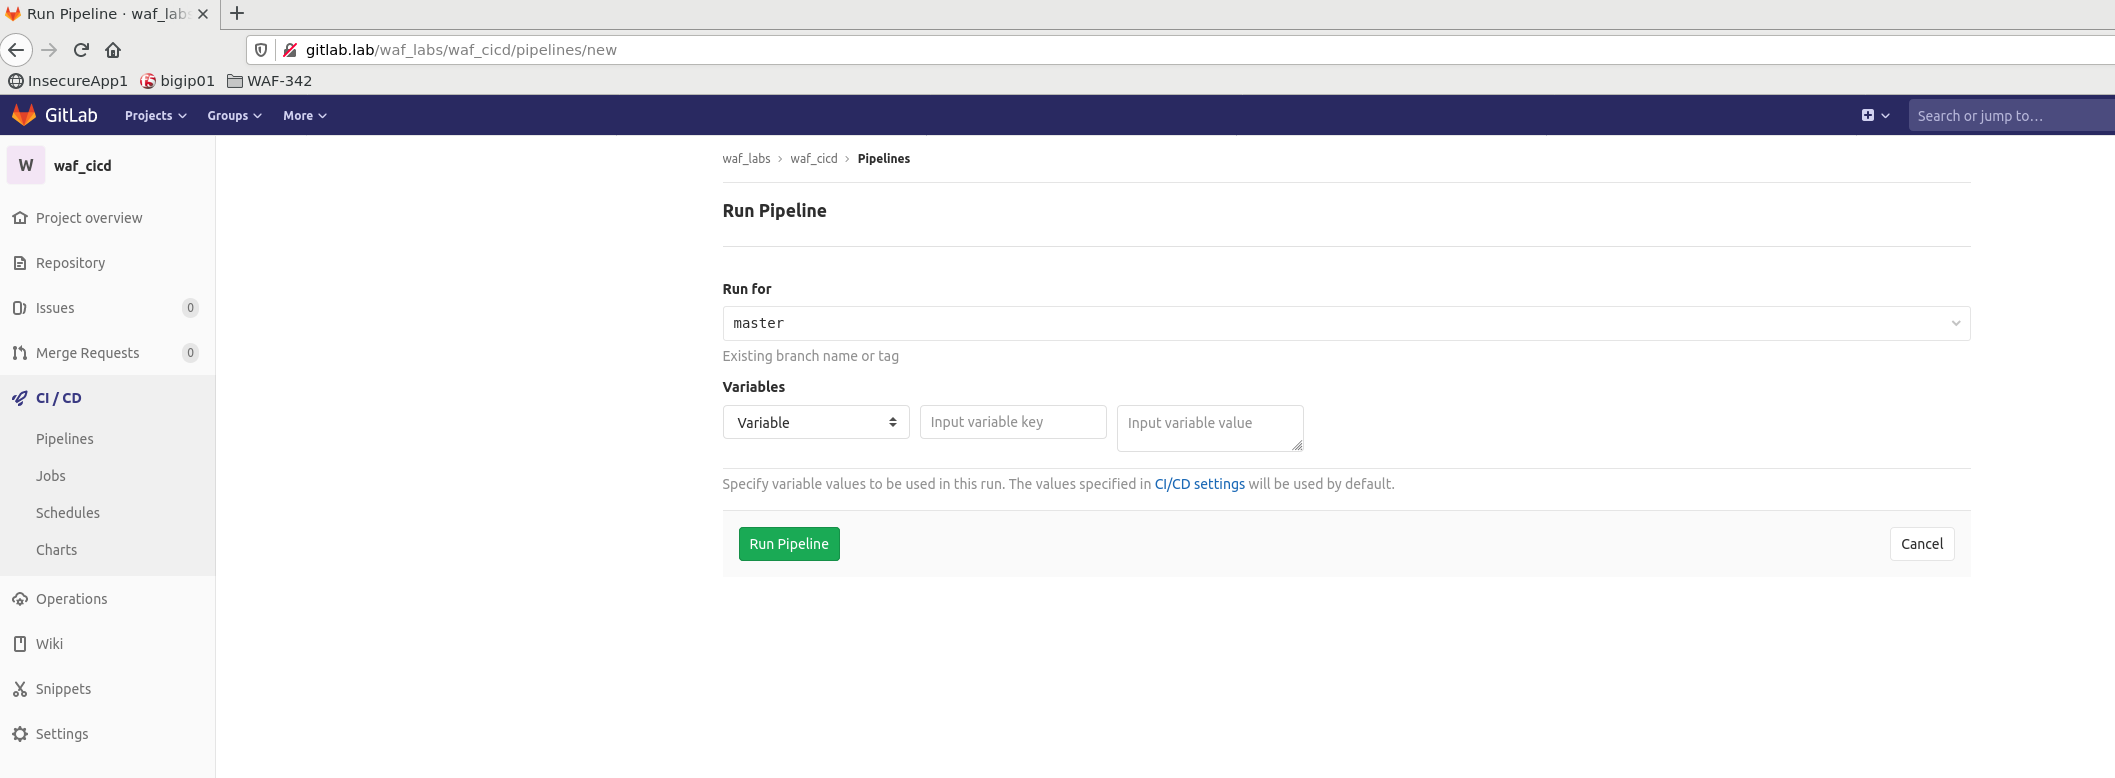 Run Pipeline · waf_labs
gitlab.lab/waf_labs/waf_cicd/pipelines/new
InsecureApp1 bigip01 WAF-342
GitLab Projects Groups More Search or jump to...
W waf_cicd
Project overview
Repository
Issues 0
Merge Requests 0
CI / CD
Pipelines
Jobs
Schedules
Charts
Operations
Wiki
Snippets
Settings
waf_labs › waf_cicd › Pipelines
Run Pipeline
Run for
master
Existing branch name or tag
Variables
Variable Input variable key Input variable value
Specify variable values to be used in this run. The values specified in CI/CD settings will be used by default.
Run Pipeline Cancel